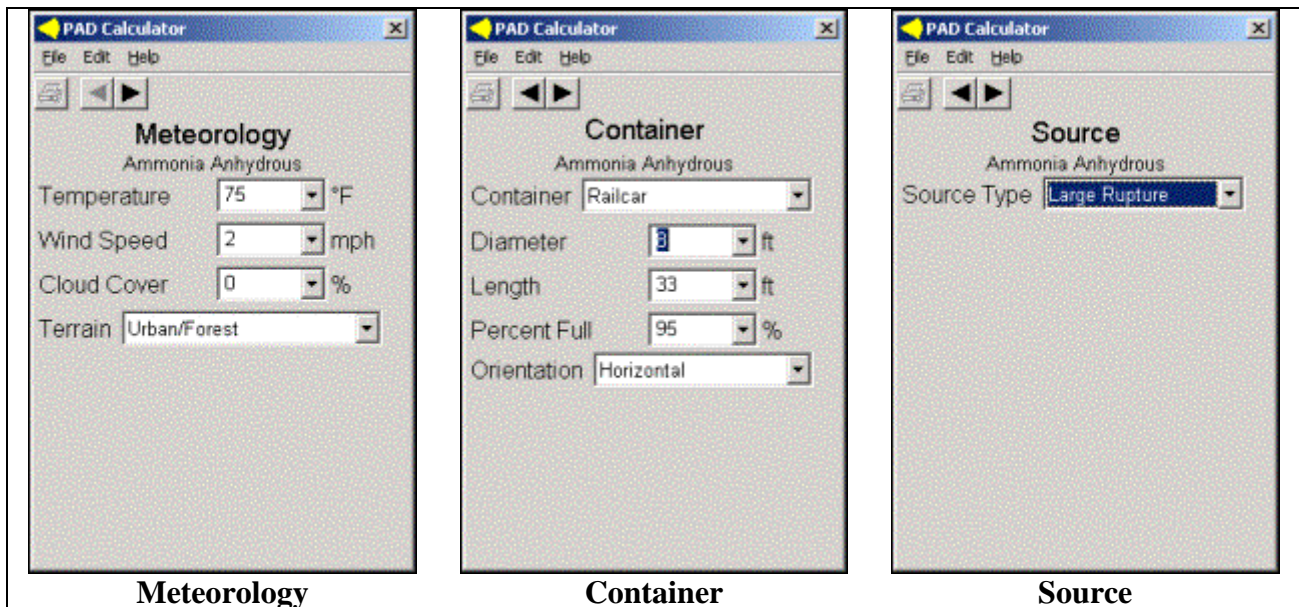 PAD Calculator
File Edit Help
Meteorology
Ammonia Anhydrous
Temperature 75 °F
Wind Speed 2 mph
Cloud Cover 0 %
Terrain Urban/Forest
Meteorology
PAD Calculator
File Edit Help
Container
Ammonia Anhydrous
Container Railcar
Diameter 8 ft
Length 33 ft
Percent Full 95 %
Orientation Horizontal
Container
PAD Calculator
File Edit Help
Source
Ammonia Anhydrous
Source Type Large Rupture
Source